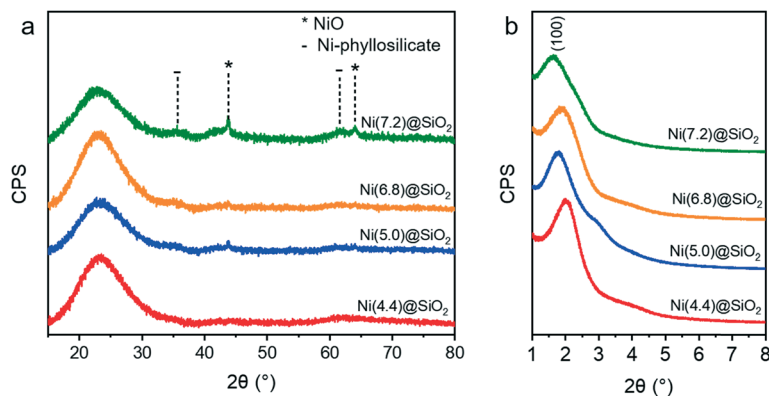 a
* NiO
- Ni-phyllosilicate
- * - *
Ni(7.2)@SiO₂
Ni(6.8)@SiO₂
Ni(5.0)@SiO₂
Ni(4.4)@SiO₂
CPS
20 30 40 50 60 70 80
2θ (°)
b
(100)
Ni(7.2)@SiO₂
Ni(6.8)@SiO₂
Ni(5.0)@SiO₂
Ni(4.4)@SiO₂
CPS
1 2 3 4 5 6 7 8
2θ (°)